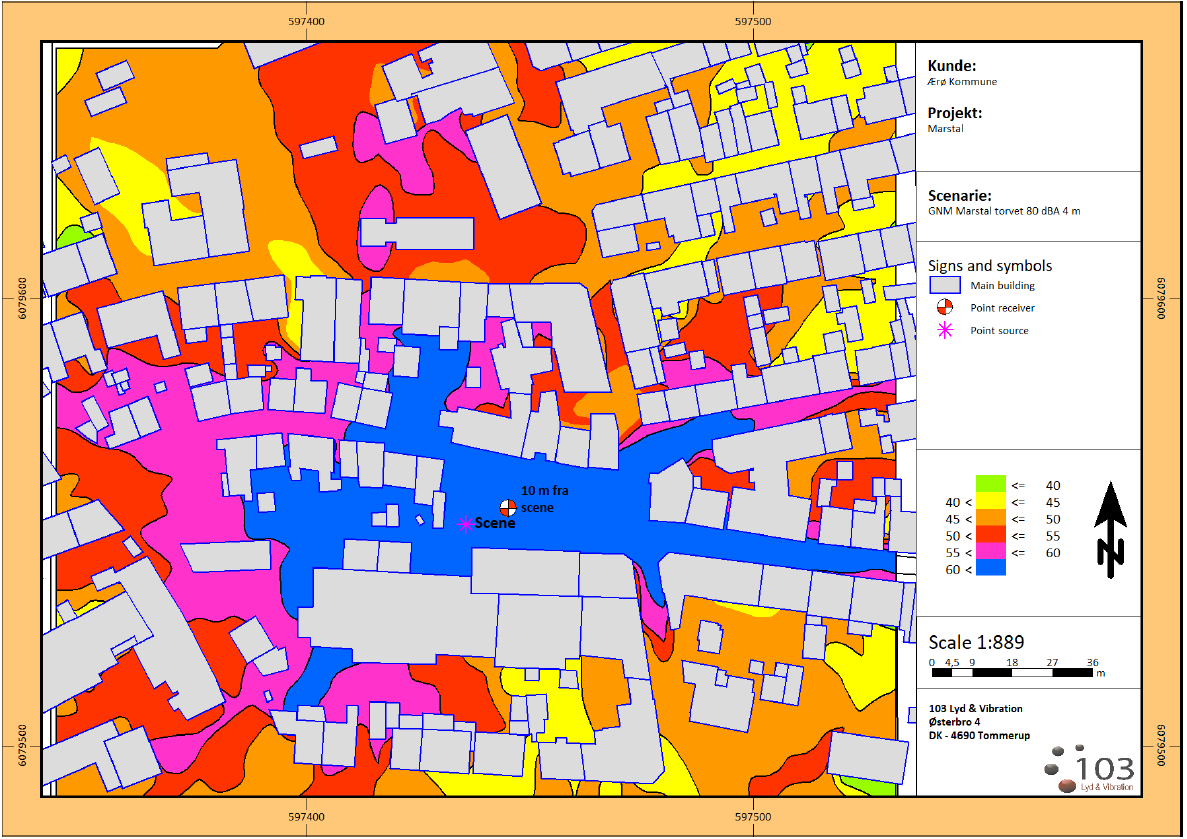 597400
597500
Kunde:
Ærø Kommune
Projekt:
Marstal
Scenarie:
GNM Marstal torvet 80 dBA 4 m
Signs and symbols
Main building
Point receiver
Point source
6079600
6079600
10 m fra
scene
Scene
<= 40
40 < <= 45
45 < <= 50
50 < <= 55
55 < <= 60
60 <
N
Scale 1:889
0 4,5 9 18 27 36
m
103 Lyd & Vibration
Østerbro 4
DK - 4690 Tommerup
103
Lyd & Vibration
6079500
6079500
597400
597500